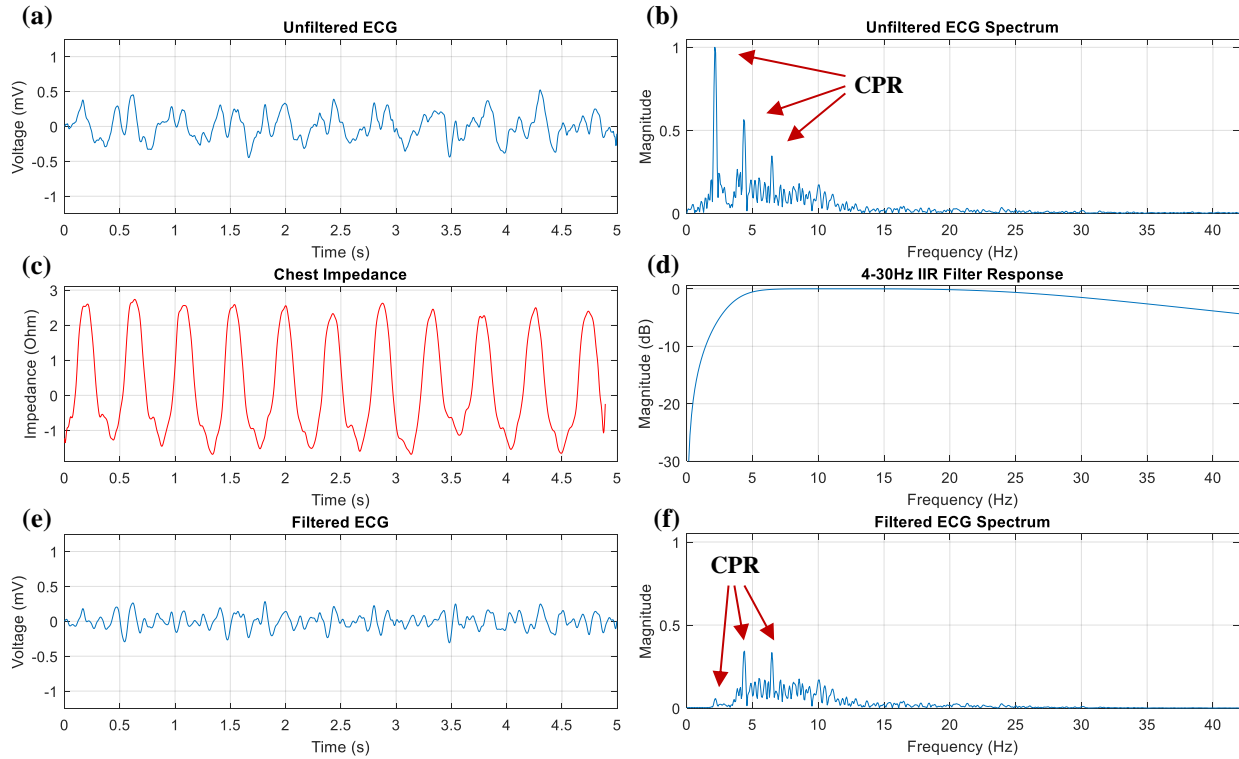 (a)
Unfiltered ECG
Voltage (mV)
1
0.5
0
-0.5
-1
0 0.5 1 1.5 2 2.5 3 3.5 4 4.5 5
Time (s)
(b)
Unfiltered ECG Spectrum
CPR
Magnitude
1
0.5
0
0 5 10 15 20 25 30 35 40
Frequency (Hz)
(c)
Chest Impedance
Impedance (Ohm)
3
2
1
0
-1
0 0.5 1 1.5 2 2.5 3 3.5 4 4.5 5
Time (s)
(d)
4-30Hz IIR Filter Response
Magnitude (dB)
0
-10
-20
-30
0 5 10 15 20 25 30 35 40
Frequency (Hz)
(e)
Filtered ECG
Voltage (mV)
1
0.5
0
-0.5
-1
0 0.5 1 1.5 2 2.5 3 3.5 4 4.5 5
Time (s)
(f)
Filtered ECG Spectrum
CPR
Magnitude
1
0.5
0
0 5 10 15 20 25 30 35 40
Frequency (Hz)